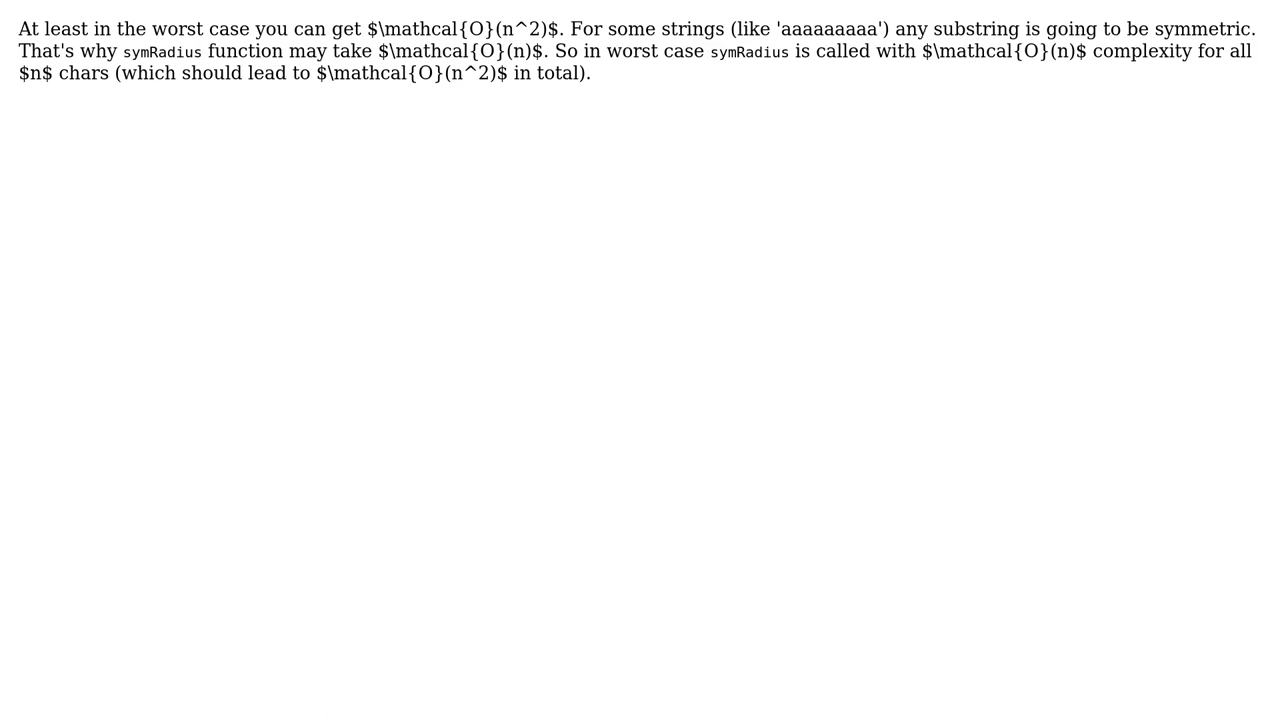 At least in the worst case you can get $\mathcal{O}(n^2)$. For some strings (like 'aaaaaaaaa') any substring is going to be symmetric.
That's why symRadius function may take $\mathcal{O}(n)$. So in worst case symRadius is called with $\mathcal{O}(n)$ complexity for all
$n$ chars (which should lead to $\mathcal{O}(n^2)$ in total).